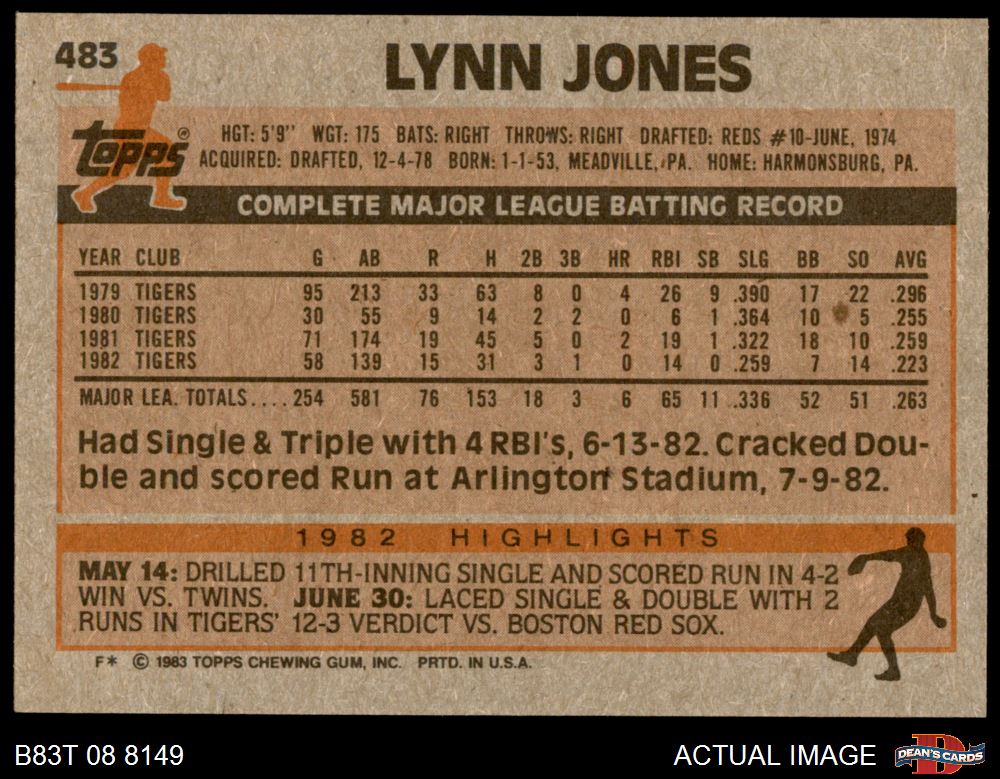 483 LYNN JONES
topps®
HGT: 5'9" WGT: 175 BATS: RIGHT THROWS: RIGHT DRAFTED: REDS #10-JUNE, 1974
ACQUIRED: DRAFTED, 12-4-78 BORN: 1-1-53, MEADVILLE, PA. HOME: HARMONSBURG, PA.
COMPLETE MAJOR LEAGUE BATTING RECORD
YEAR CLUB G AB R H 2B 3B HR RBI SB SLG BB SO AVG
1979 TIGERS 95 213 33 63 8 0 4 26 9 .390 17 22 .296
1980 TIGERS 30 55 9 14 2 2 0 6 1 .364 10 5 .255
1981 TIGERS 71 174 19 45 5 0 2 19 1 .322 18 10 .259
1982 TIGERS 58 139 15 31 3 1 0 14 0 .259 7 14 .223
MAJOR LEA. TOTALS....254 581 76 153 18 3 6 65 11 .336 52 51 .263
Had Single & Triple with 4 RBI's, 6-13-82. Cracked Dou-
ble and scored Run at Arlington Stadium, 7-9-82.
1982 HIGHLIGHTS
MAY 14: DRILLED 11TH-INNING SINGLE AND SCORED RUN IN 4-2
WIN VS. TWINS. JUNE 30: LACED SINGLE & DOUBLE WITH 2
RUNS IN TIGERS' 12-3 VERDICT VS. BOSTON RED SOX.
F* © 1983 TOPPS CHEWING GUM, INC. PRTD. IN U.S.A.
B83T 08 8149 ACTUAL IMAGE DEAN'S CARDS